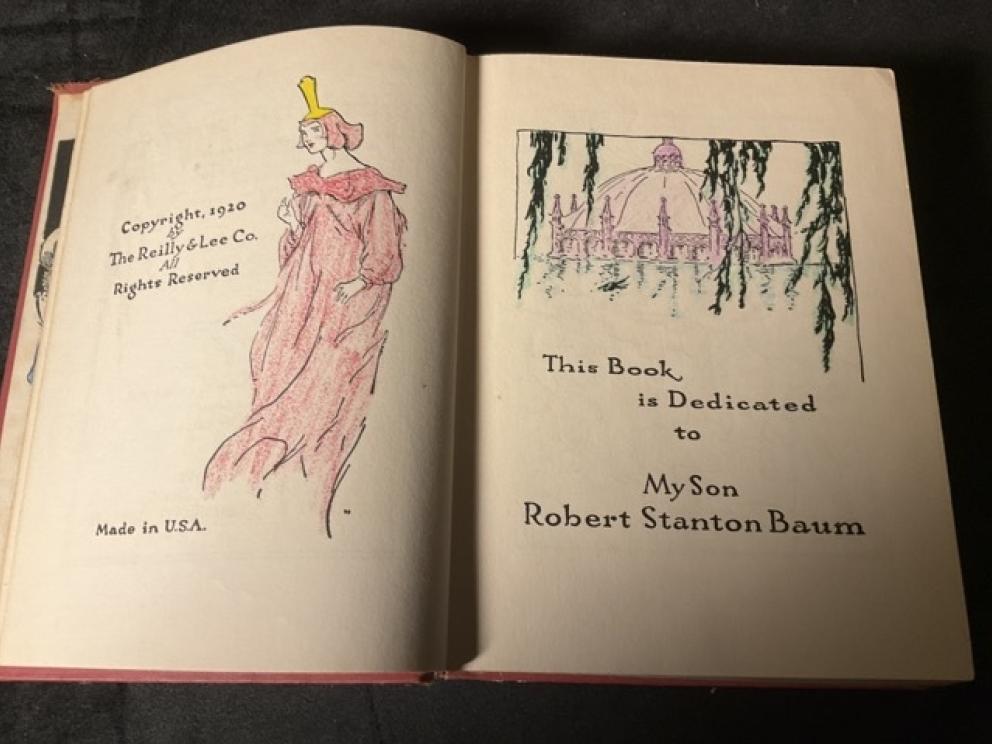 Copyright, 1920
by
The Reilly & Lee Co.
All
Rights Reserved
Made in U.S.A.
This Book
is Dedicated
to
My Son
Robert Stanton Baum